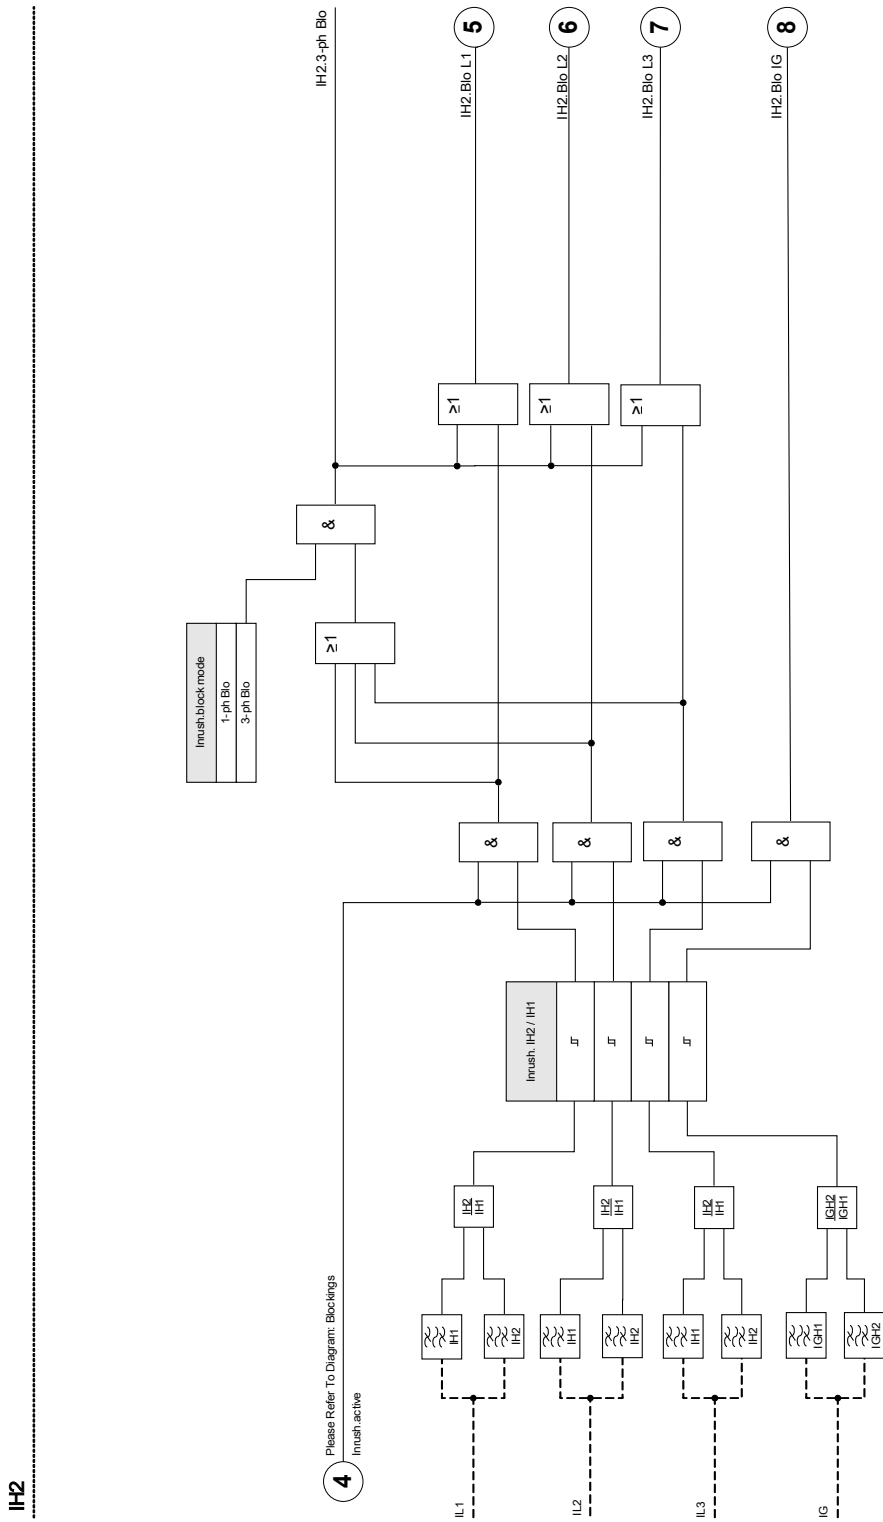 IH2
4
Please Refer To Diagram: Blockings
Inrush.active
IL1
IL2
IL3
IG
IH1
IH2
IH1
IH2
IH1
IH2
IGH1
IGH2
IH2
IH1
IH2
IH1
IH2
IH1
IGH2
IGH1
Inrush. IH2 / IH1
&
&
&
&
Inrush.block mode
1-ph Blo
3-ph Blo
≥1
&
≥1
≥1
≥1
IH2.3-ph Blo
IH2.Blo L1
5
IH2.Blo L2
6
IH2.Blo L3
7
IH2.Blo IG
8